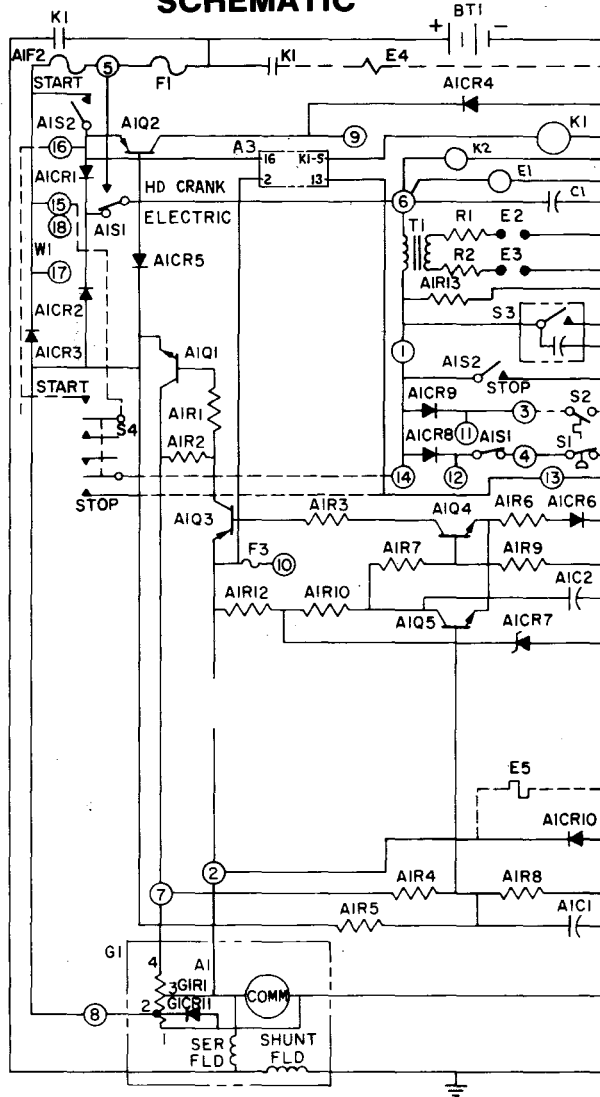 SCHEMATIC
K1
BT1
+ −
A1F2
5
F1
K1
E4
START
A1CR4
A1S2
A1Q2
9
K1
16
A3
16 K1-S
2 13
K2
E1
A1CR1
HD CRANK
6
C1
15
ELECTRIC
18
A1S1
T1
R1
E2
W1
R2
E3
17
A1CR5
A1R13
S3
A1CR2
1
A1CR3
A1Q1
A1S2
STOP
START
A1CR9
3
S2
A1R1
11
S4
A1CR8
A1S1
4
S1
A1R2
14
12
13
STOP
A1Q3
A1R3
A1Q4
A1R6
A1CR6
F3
10
A1R7
A1R9
A1R12
A1R10
A1C2
A1Q5
A1CR7
E5
A1CR10
2
7
A1R4
A1R8
A1R5
A1C1
G1
4
A1
3
G1R1
COMM
2
G1CR11
8
1
SER
FLD
SHUNT
FLD